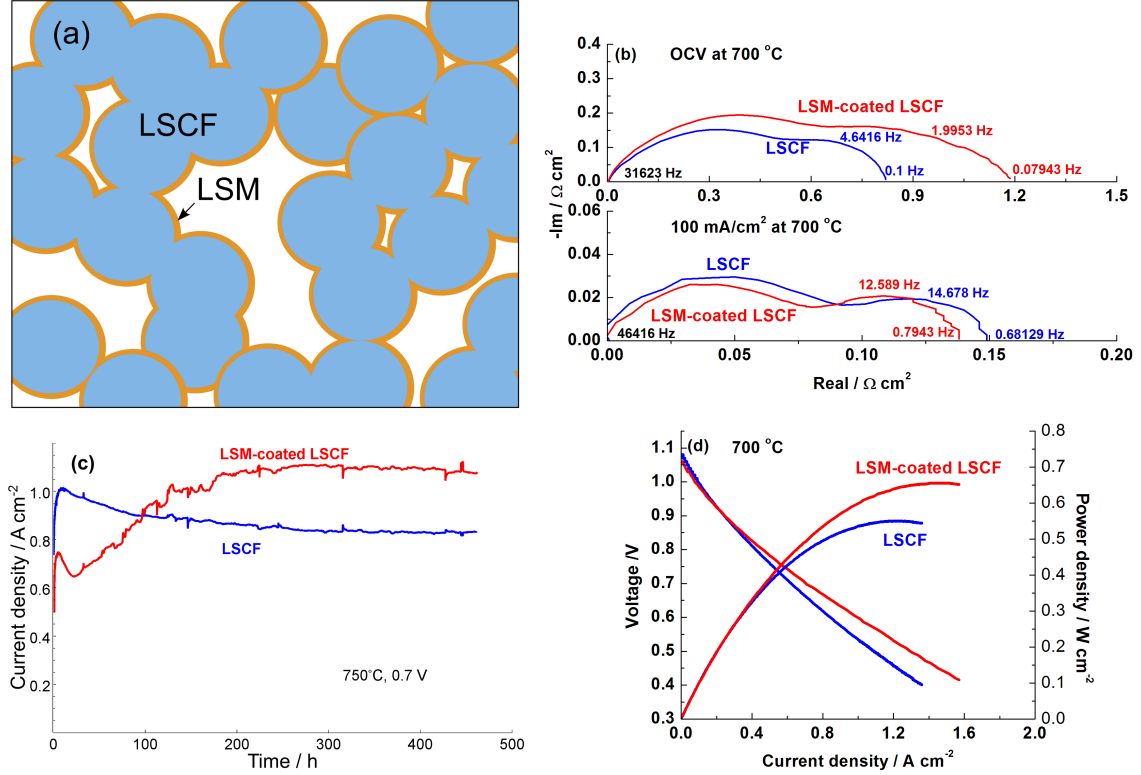 (a)
LSCF
LSM
(b)
OCV at 700 °C
LSM-coated LSCF
LSCF
31623 Hz
4.6416 Hz
1.9953 Hz
0.1 Hz
0.07943 Hz
0.4
0.3
0.2
0.1
0.0
0.0 0.3 0.6 0.9 1.2 1.5
-Im / Ω cm²
100 mA/cm² at 700 °C
LSCF
LSM-coated LSCF
46416 Hz
12.589 Hz
14.678 Hz
0.7943 Hz
0.68129 Hz
0.06
0.04
0.02
0.00
0.00 0.05 0.10 0.15 0.20
Real / Ω cm²
(c)
LSM-coated LSCF
LSCF
750°C, 0.7 V
1.0
0.8
0.6
0.4
0.2
0 100 200 300 400 500
Current density / A cm⁻²
Time / h
(d)
700 °C
LSM-coated LSCF
LSCF
1.1
1.0
0.9
0.8
0.7
0.6
0.5
0.4
0.3
0.0 0.4 0.8 1.2 1.6 2.0
0.8
0.7
0.6
0.5
0.4
0.3
0.2
0.1
0.0
Voltage /V
Power density / W cm⁻²
Current density / A cm⁻²